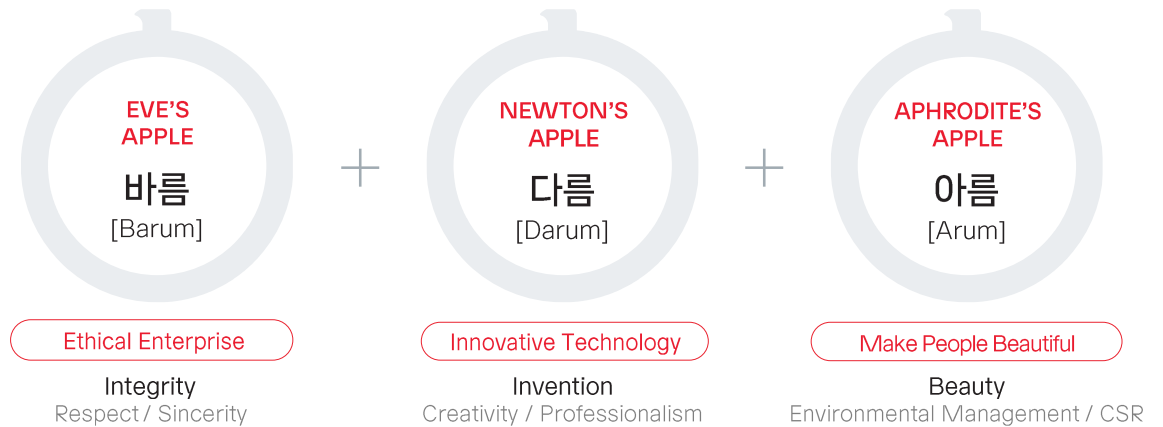 EVE'S
APPLE
바름
[Barum]
Ethical Enterprise
Integrity
Respect / Sincerity
+
NEWTON'S
APPLE
다름
[Darum]
Innovative Technology
Invention
Creativity / Professionalism
+
APHRODITE'S
APPLE
아름
[Arum]
Make People Beautiful
Beauty
Environmental Management / CSR